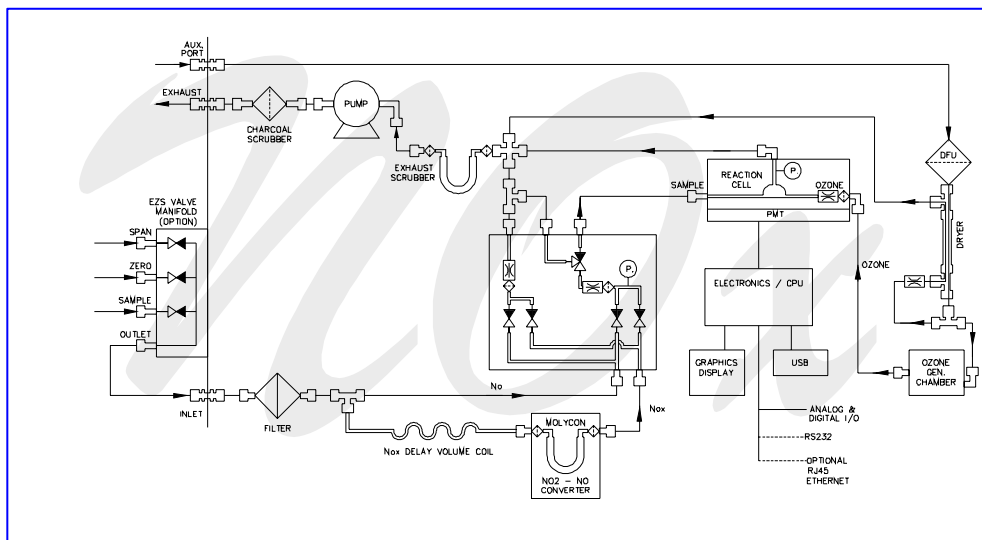 AUX.
PORT
EXHAUST
CHARCOAL
SCRUBBER
PUMP
EXHAUST
SCRUBBER
EZS VALVE
MANIFOLD
(OPTION)
SPAN
ZERO
SAMPLE
OUTLET
INLET
FILTER
No
Nox
Nox DELAY VOLUME COIL
MOLYCON
NO2 - NO
CONVERTER
P.
SAMPLE
REACTION
CELL
P.
OZONE
PMT
ELECTRONICS / CPU
GRAPHICS
DISPLAY
USB
ANALOG &
DIGITAL I/O
RS232
OPTIONAL
RJ45
ETHERNET
OZONE
DFU
DRYER
OZONE
GEN.
CHAMBER
NOx